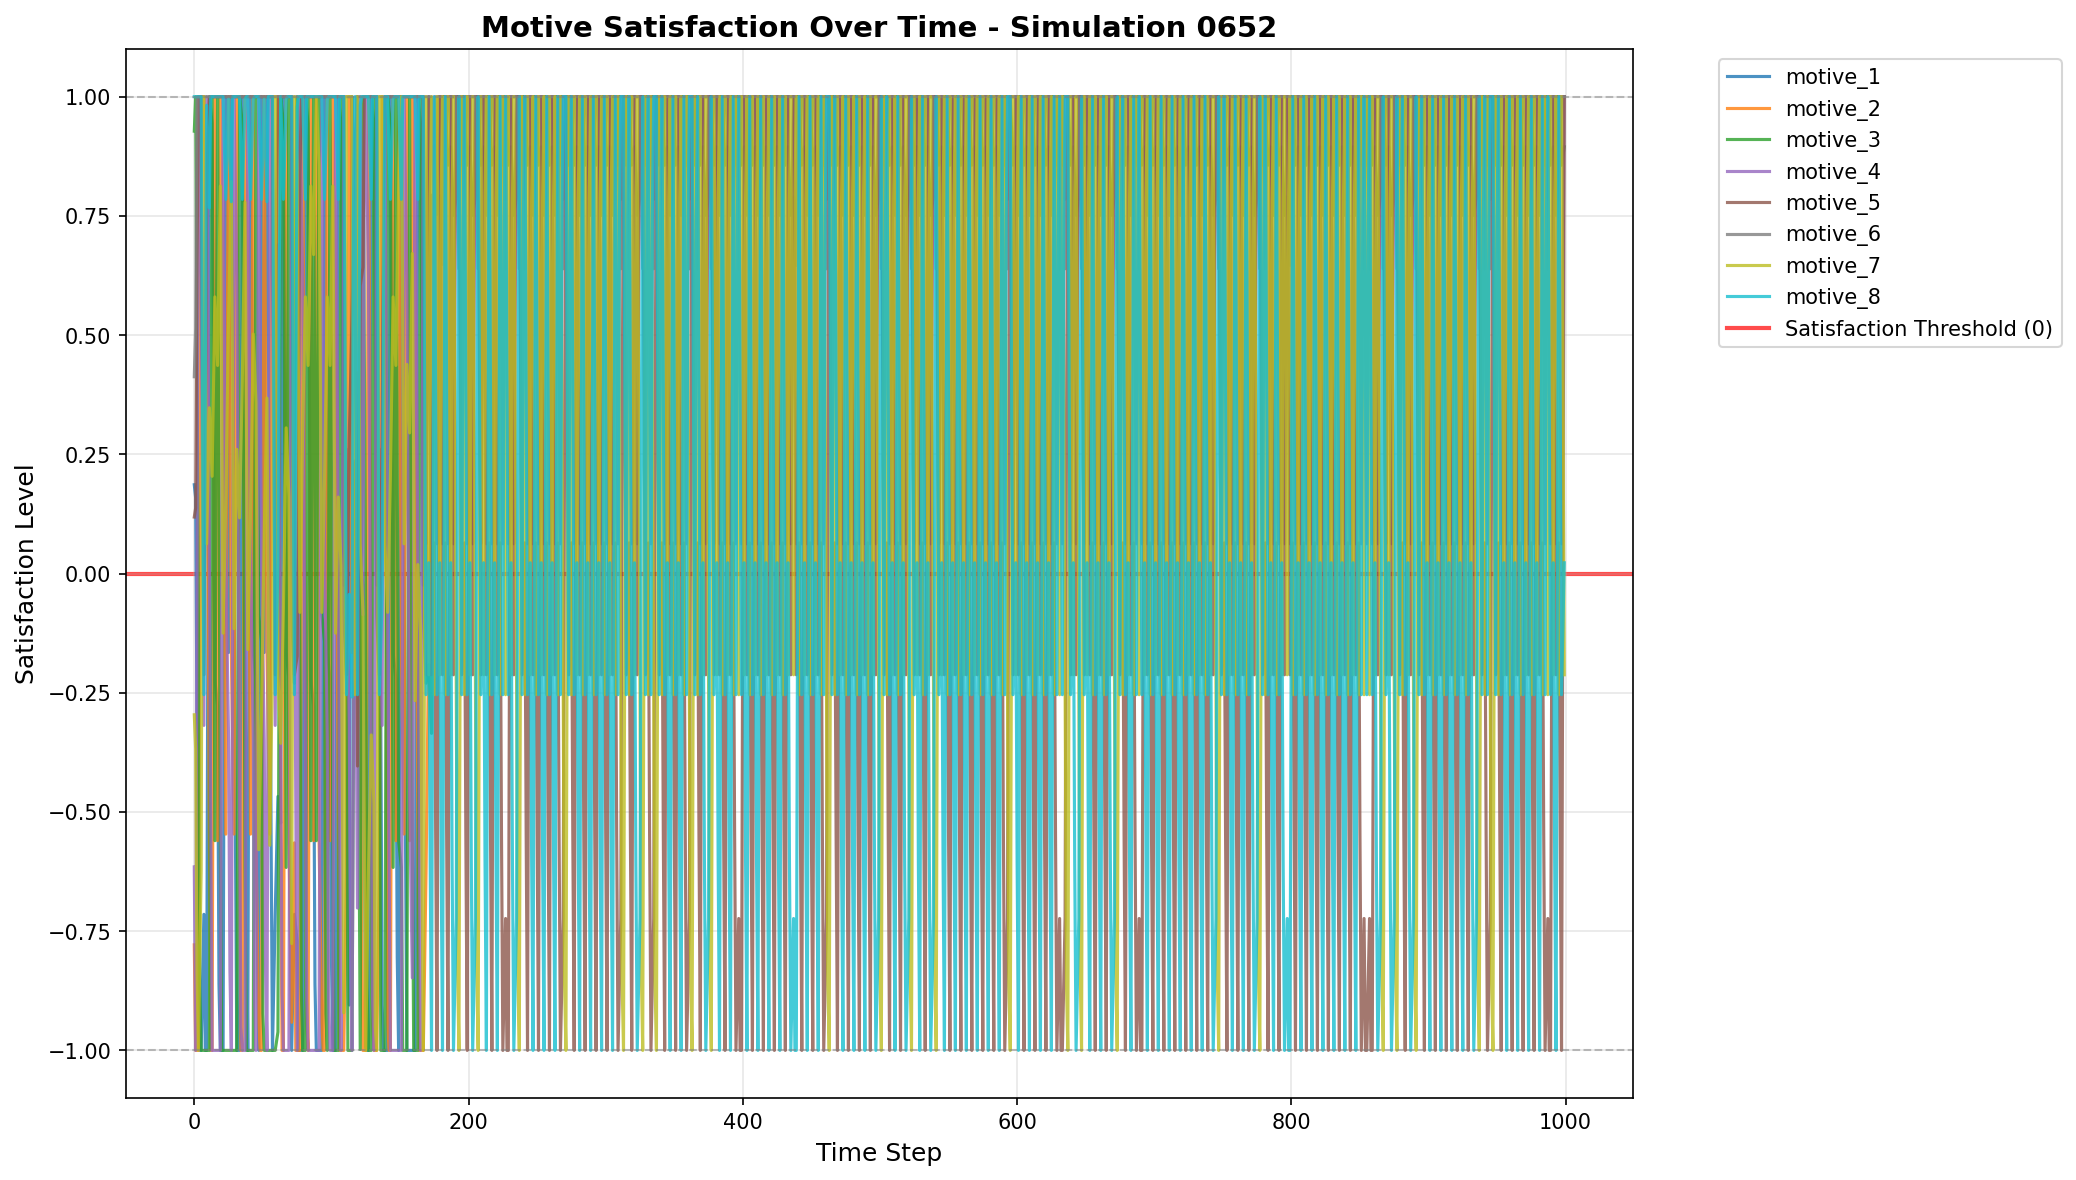 Motive Satisfaction Over Time - Simulation 0652
1.00
0.75
0.50
0.25
0.00
−0.25
−0.50
−0.75
−1.00
Satisfaction Level
0
200
400
600
800
1000
Time Step
motive_1
motive_2
motive_3
motive_4
motive_5
motive_6
motive_7
motive_8
Satisfaction Threshold (0)